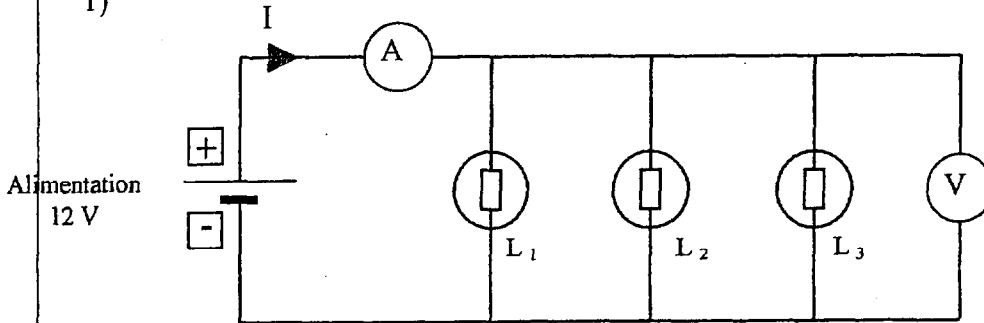 1)
I
A
+
Alimentation
12 V
-
V
L 1
L 2
L 3